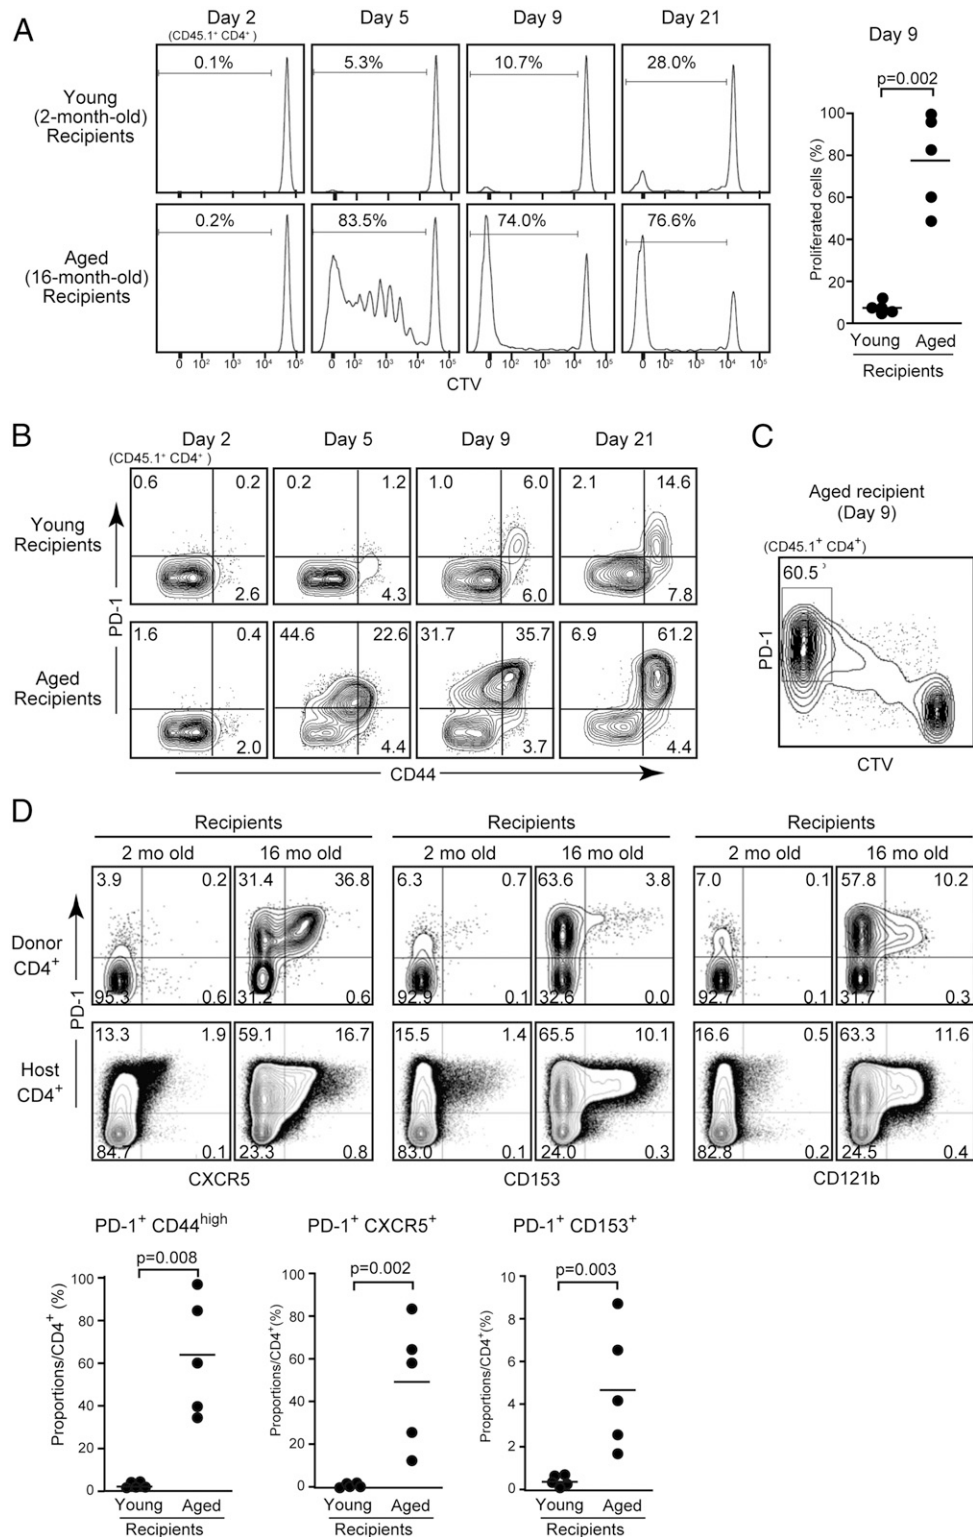 A
Day 2
Day 5
Day 9
Day 21
(CD45.1⁺ CD4⁺)
Day 9
Young
(2-month-old)
Recipients
0.1%
5.3%
10.7%
28.0%
Aged
(16-month-old)
Recipients
0.2%
83.5%
74.0%
76.6%
0 10² 10³ 10⁴ 10⁵
0 10² 10³ 10⁴ 10⁵
0 10² 10³ 10⁴ 10⁵
0 10² 10³ 10⁴ 10⁵
CTV
p=0.002
Proliferated cells (%)
100
80
60
40
20
0
Young Aged
Recipients
B
Day 2
Day 5
Day 9
Day 21
(CD45.1⁺ CD4⁺)
Young
Recipients
0.6 0.2
2.6
0.2 1.2
4.3
1.0 6.0
6.0
2.1 14.6
7.8
PD-1
Aged
Recipients
1.6 0.4
2.0
44.6 22.6
4.4
31.7 35.7
3.7
6.9 61.2
4.4
CD44
C
Aged recipient
(Day 9)
(CD45.1⁺ CD4⁺)
60.5
PD-1
CTV
D
Recipients
Recipients
Recipients
2 mo old
16 mo old
2 mo old
16 mo old
2 mo old
16 mo old
Donor
CD4⁺
3.9 0.2
95.3 0.6
31.4 36.8
31.2 0.6
6.3 0.7
92.9 0.1
63.6 3.8
32.6 0.0
7.0 0.1
92.7 0.1
57.8 10.2
31.7 0.3
PD-1
Host
CD4⁺
13.3 1.9
84.7 0.1
59.1 16.7
23.3 0.8
15.5 1.4
83.0 0.1
65.5 10.1
24.0 0.3
16.6 0.5
82.8 0.2
63.3 11.6
24.5 0.4
CXCR5
CD153
CD121b
PD-1⁺ CD44ʰⁱᵍʰ
p=0.008
Proportions/CD4⁺ (%)
100
80
60
40
20
0
Young Aged
Recipients
PD-1⁺ CXCR5⁺
p=0.002
Proportions/CD4⁺(%)
100
80
60
40
20
0
Young Aged
Recipients
PD-1⁺ CD153⁺
p=0.003
Proportions/CD4⁺(%)
10
8
6
4
2
0
Young Aged
Recipients